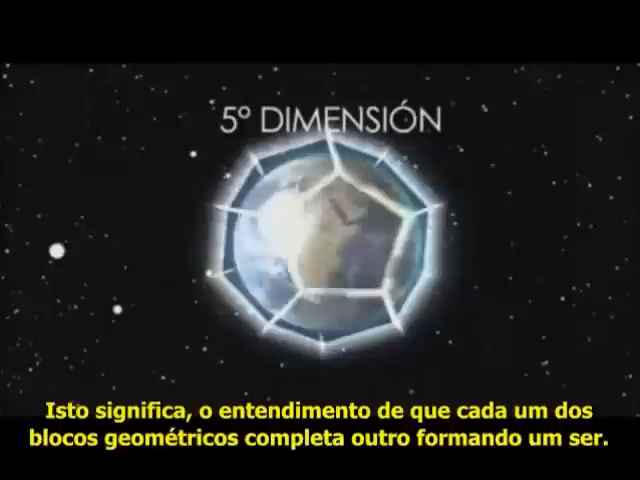 5º DIMENSIÓN
Isto significa, o entendimento de que cada um dos
blocos geométricos completa outro formando um ser.